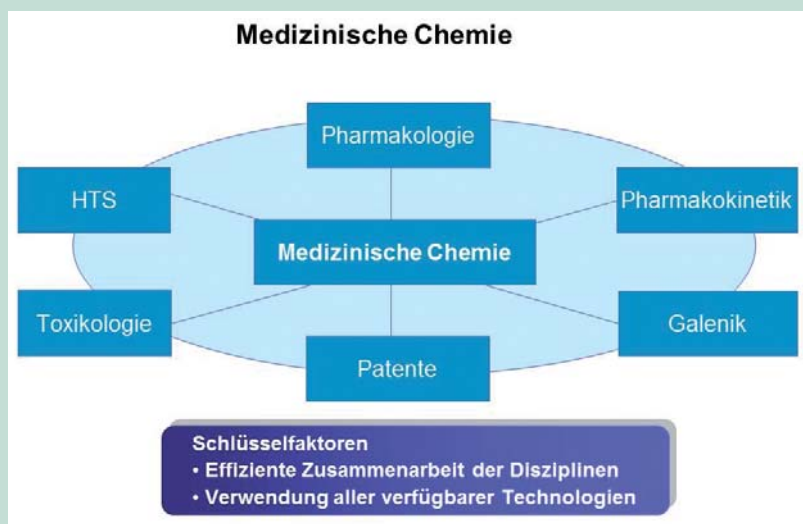 Medizinische Chemie
Pharmakologie
HTS
Pharmakokinetik
Medizinische Chemie
Toxikologie
Galenik
Patente
Schlüsselfaktoren
• Effiziente Zusammenarbeit der Disziplinen
• Verwendung aller verfügbarer Technologien